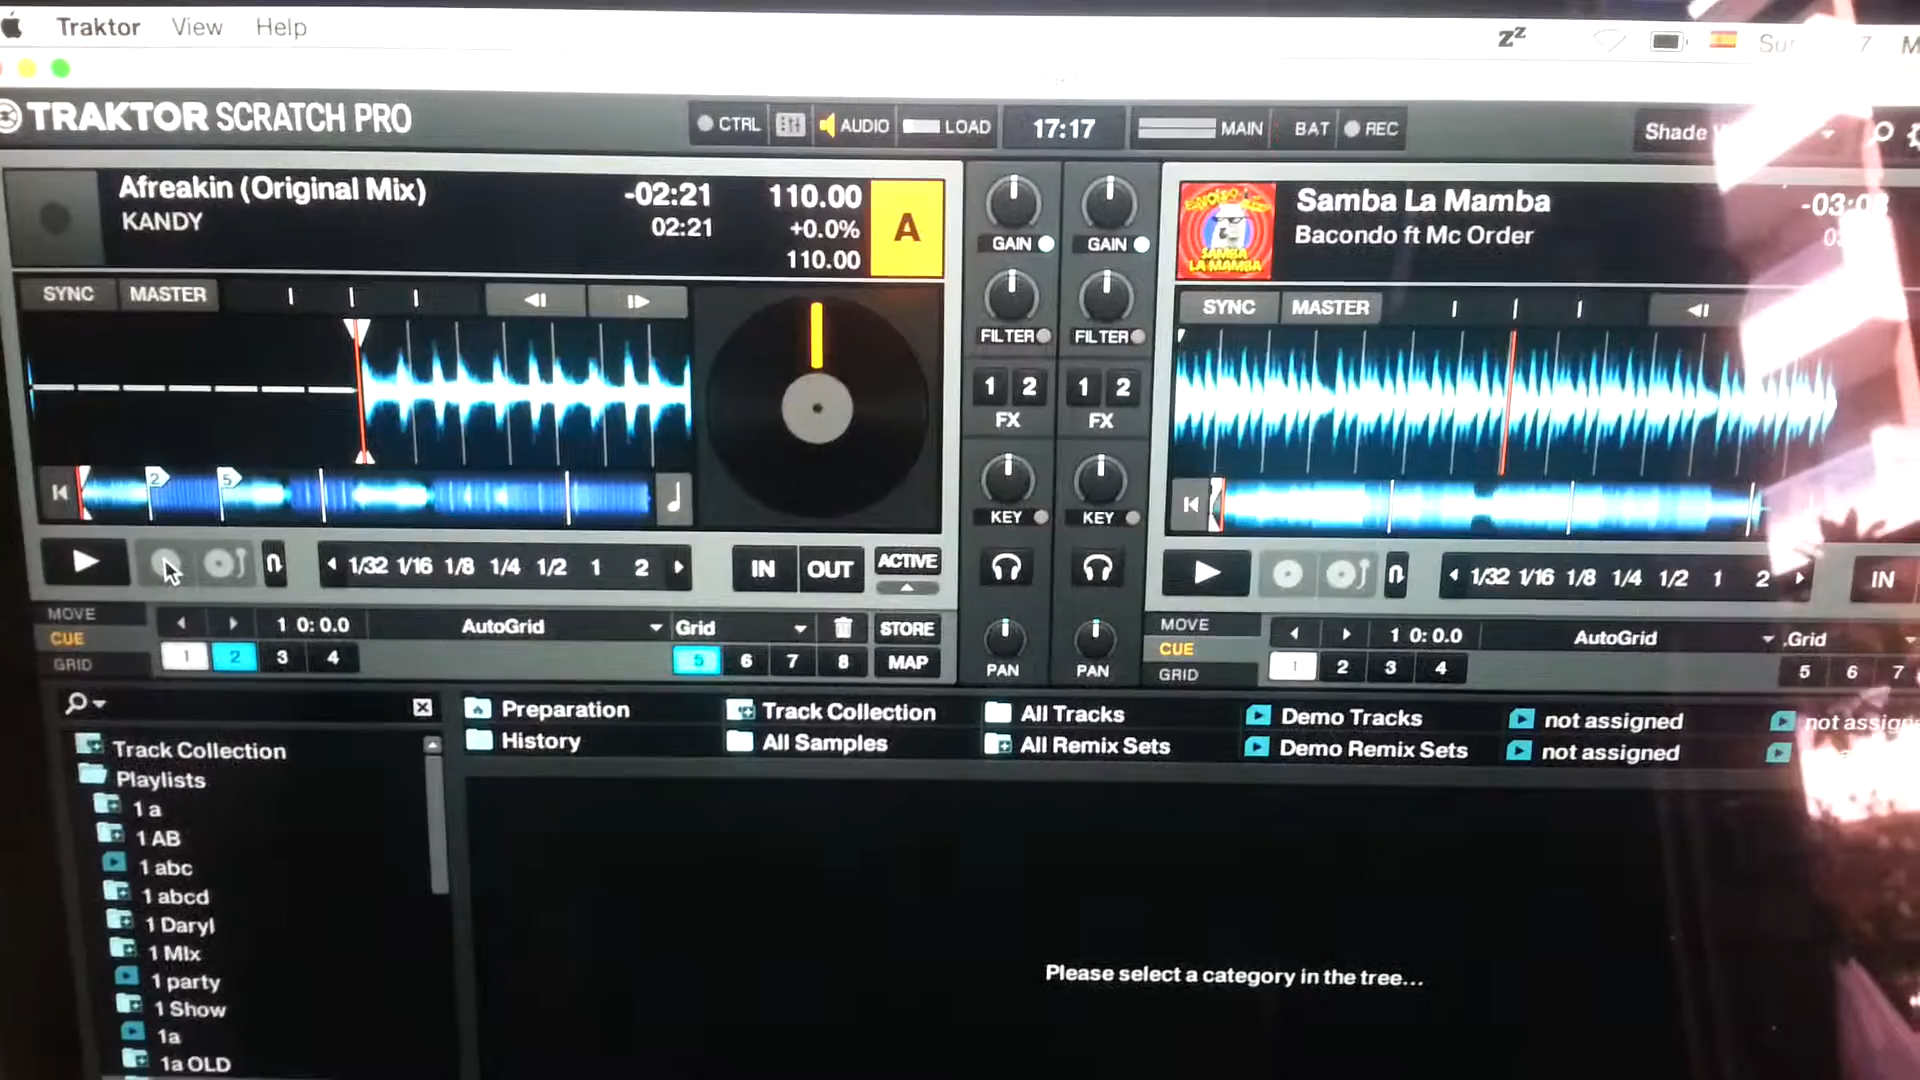 Traktor View Help
zz
TRAKTOR SCRATCH PRO
CTRL AUDIO LOAD 17:17 MAIN BAT REC
Shade
Afreakin (Original Mix) -02:21 110.00
KANDY 02:21 +0.0%
110.00
A
GAIN GAIN
FILTER FILTER
1 2 1 2
FX FX
KEY KEY
PAN PAN
Samba La Mamba
Bacondo ft Mc Order
SAMBA
LA MAMBA
SYNC MASTER
2 5
1/32 1/16 1/8 1/4 1/2 1 2 IN OUT ACTIVE
MOVE
CUE
GRID
1 0:0.0 AutoGrid Grid STORE
1 2 3 4 5 6 7 8 MAP
SYNC MASTER
1/32 1/16 1/8 1/4 1/2 1 2 IN
MOVE
CUE
GRID
1 0:0.0 AutoGrid Grid
1 2 3 4 5 6 7
Preparation Track Collection All Tracks Demo Tracks not assigned
History All Samples All Remix Sets Demo Remix Sets not assigned
Track Collection
Playlists
1 a
1 AB
1 abc
1 abcd
1 Daryl
1 MIx
1 party
1 Show
1a
1a OLD
Please select a category in the tree...